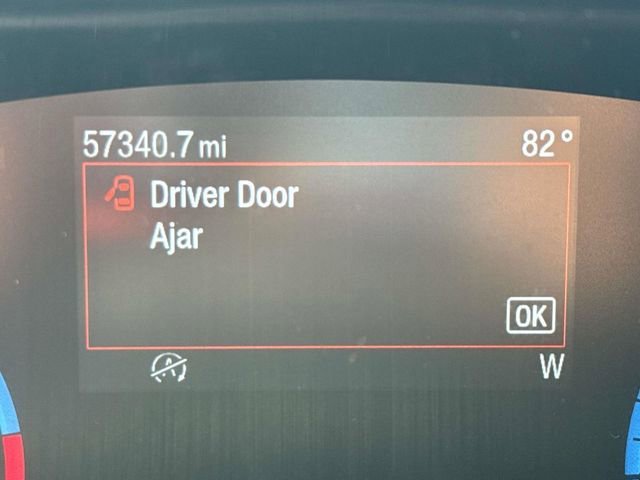 57340.7 mi 82°
Driver Door
Ajar
OK
A W